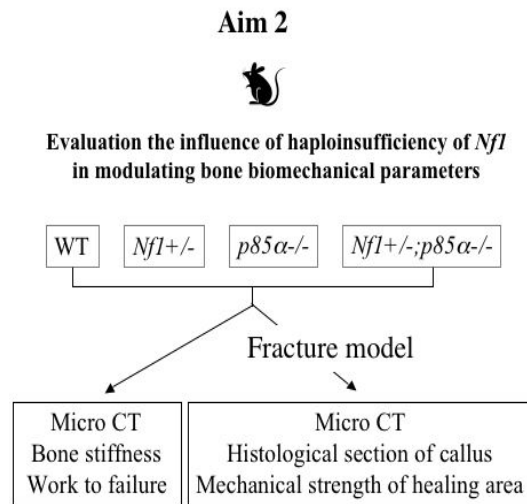 Aim 2
Evaluation the influence of haploinsufficiency of Nf1
in modulating bone biomechanical parameters
WT
Nf1+/-
p85α-/-
Nf1+/-;p85α-/-
Fracture model
Micro CT
Bone stiffness
Work to failure
Micro CT
Histological section of callus
Mechanical strength of healing area